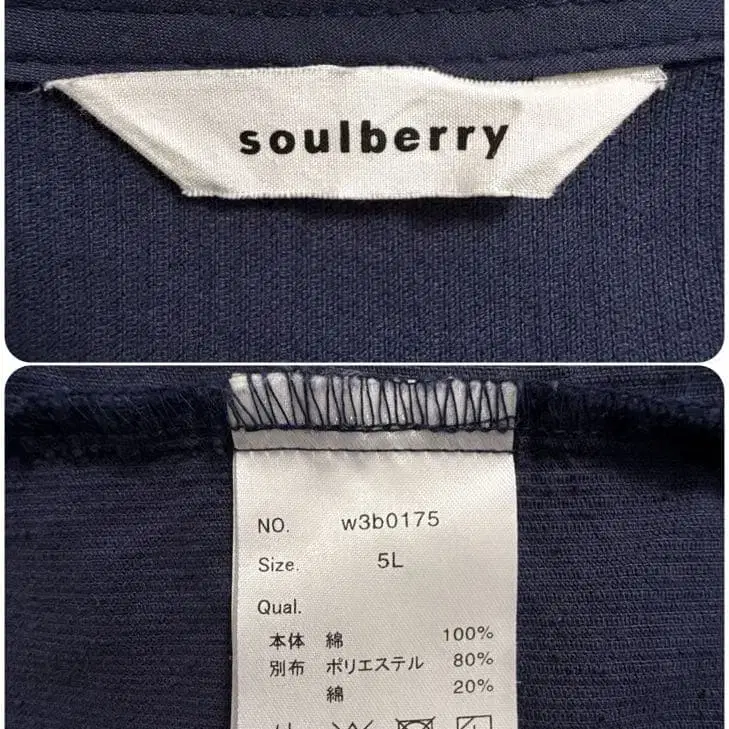 soulberry
NO. w3b0175
Size. 5L
Qual.
本体 綿 100%
別布 ポリエステル 80%
綿 20%